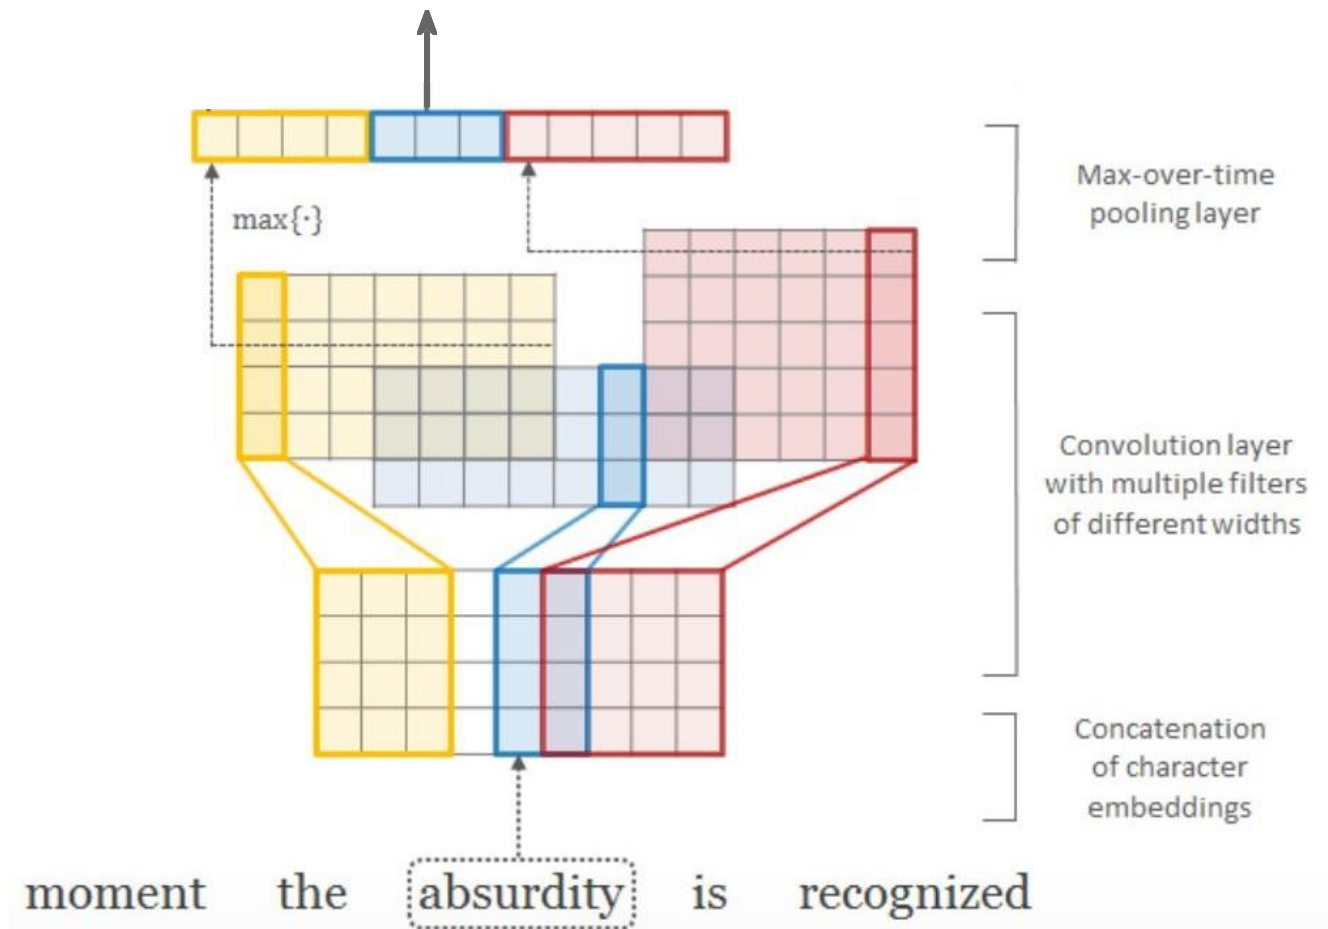 Max-over-time
pooling layer
max{·}
Convolution layer
with multiple filters
of different widths
Concatenation
of character
embeddings
moment the absurdity is recognized